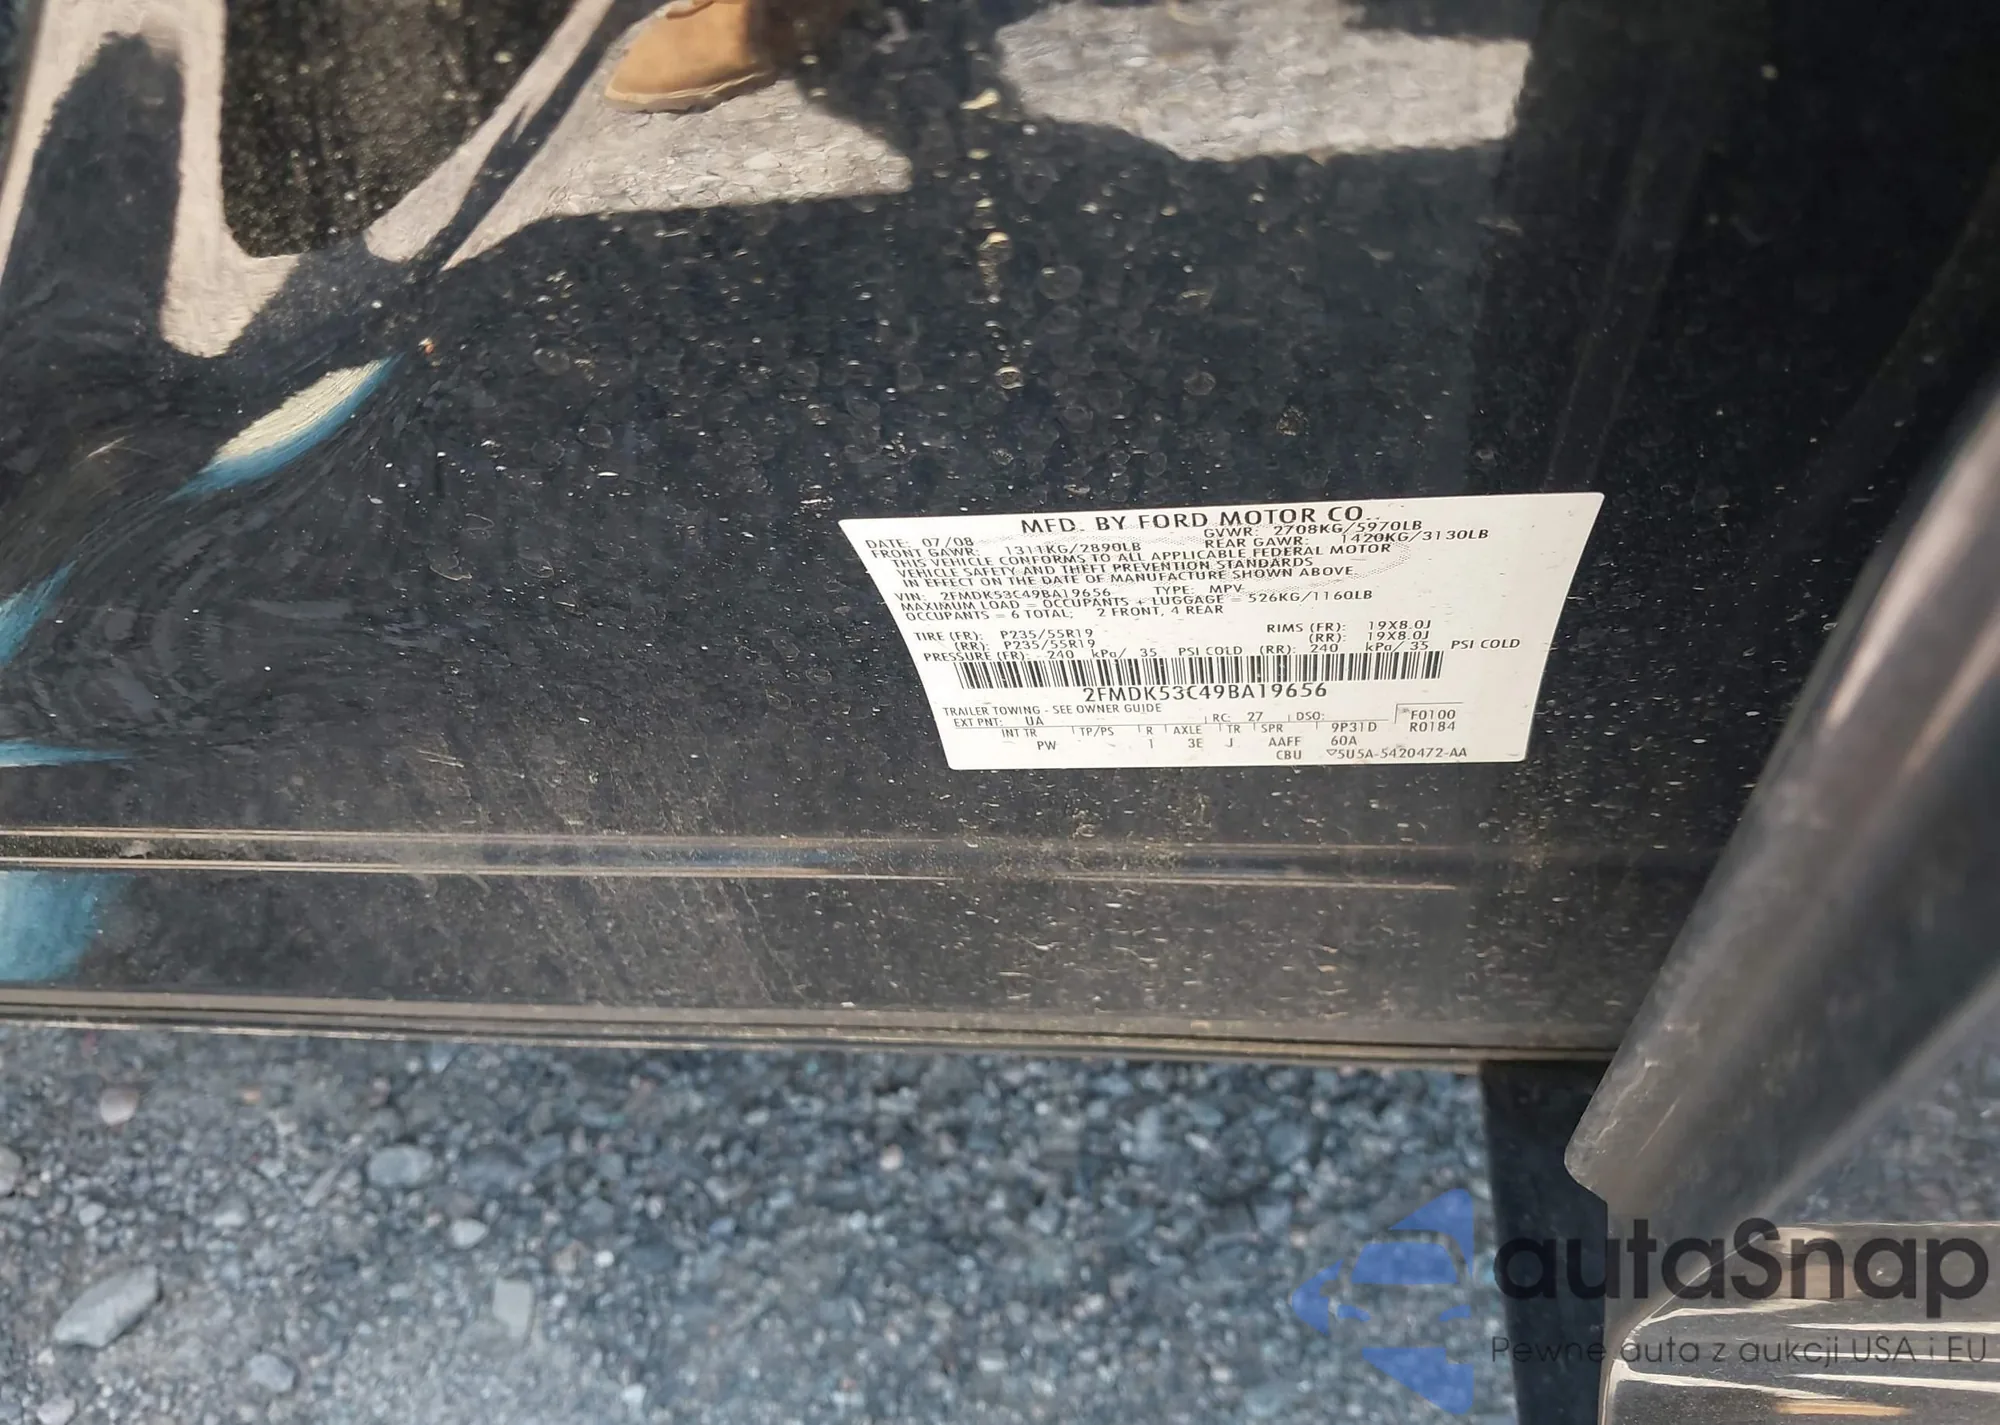 MFD. BY FORD MOTOR CO.
DATE: 07/08 GVWR: 2708KG/5970LB
FRONT GAWR: 1311KG/2890LB REAR GAWR: 1420KG/3130LB
THIS VEHICLE CONFORMS TO ALL APPLICABLE FEDERAL MOTOR
VEHICLE SAFETY AND THEFT PREVENTION STANDARDS
IN EFFECT ON THE DATE OF MANUFACTURE SHOWN ABOVE.
VIN: 2FMDK53C49BA19656 TYPE: MPV
MAXIMUM LOAD = OCCUPANTS + LUGGAGE = 526KG/1160LB
OCCUPANTS = 6 TOTAL; 2 FRONT, 4 REAR
TIRE (FR): P235/55R19 RIMS (FR): 19X8.0J
(RR): P235/55R19 (RR): 19X8.0J
PRESSURE (FR): 240 kPa/ 35 PSI COLD (RR): 240 kPa/ 35 PSI COLD
2FMDK53C49BA19656
TRAILER TOWING - SEE OWNER GUIDE
EXT PNT: UA RC: 27 DSO: F0100
INT TR TP/PS R AXLE TR SPR 9P31D R0184
PW 1 3E J AAFF 60A
CBU ▽5U5A-5420472-AA
autaSnap
Pewne auta z aukcji USA i EU